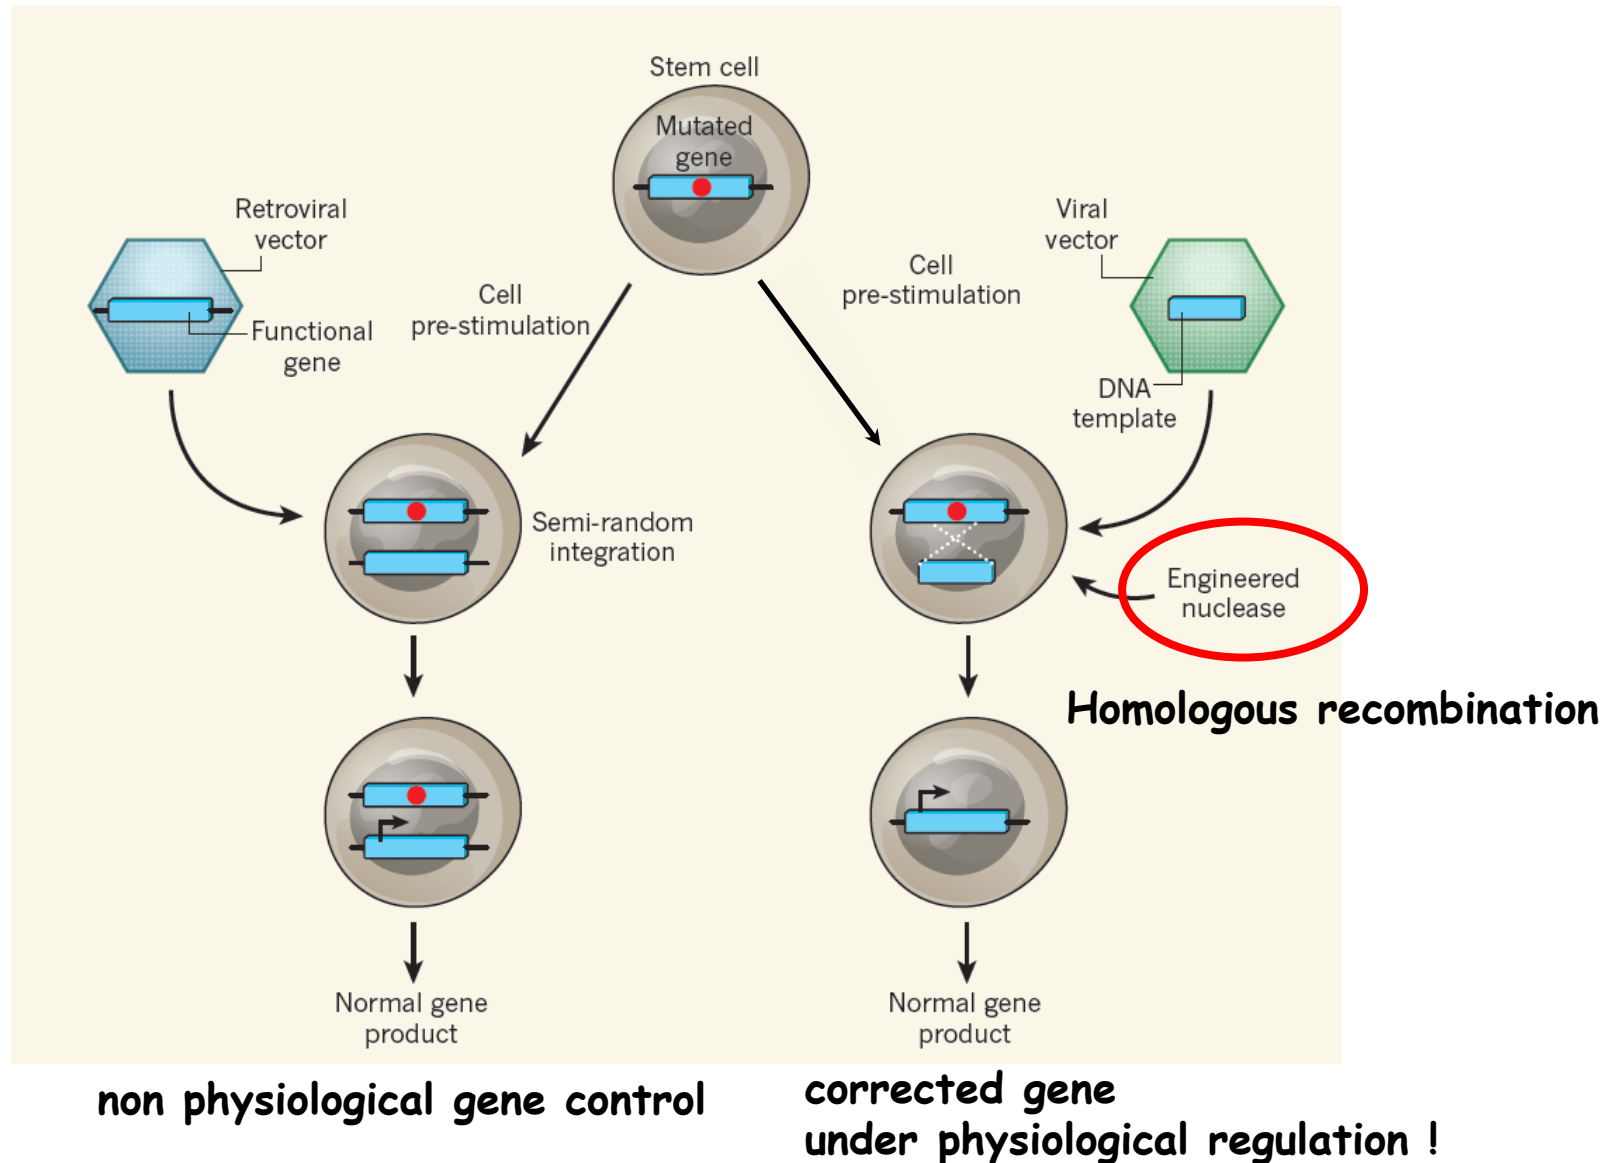 Stem cell
Mutated
gene
Retroviral
vector
Functional
gene
Cell
pre-stimulation
Cell
pre-stimulation
Viral
vector
DNA
template
Semi-random
integration
Engineered
nuclease
Homologous recombination
Normal gene
product
Normal gene
product
non physiological gene control
corrected gene
under physiological regulation !